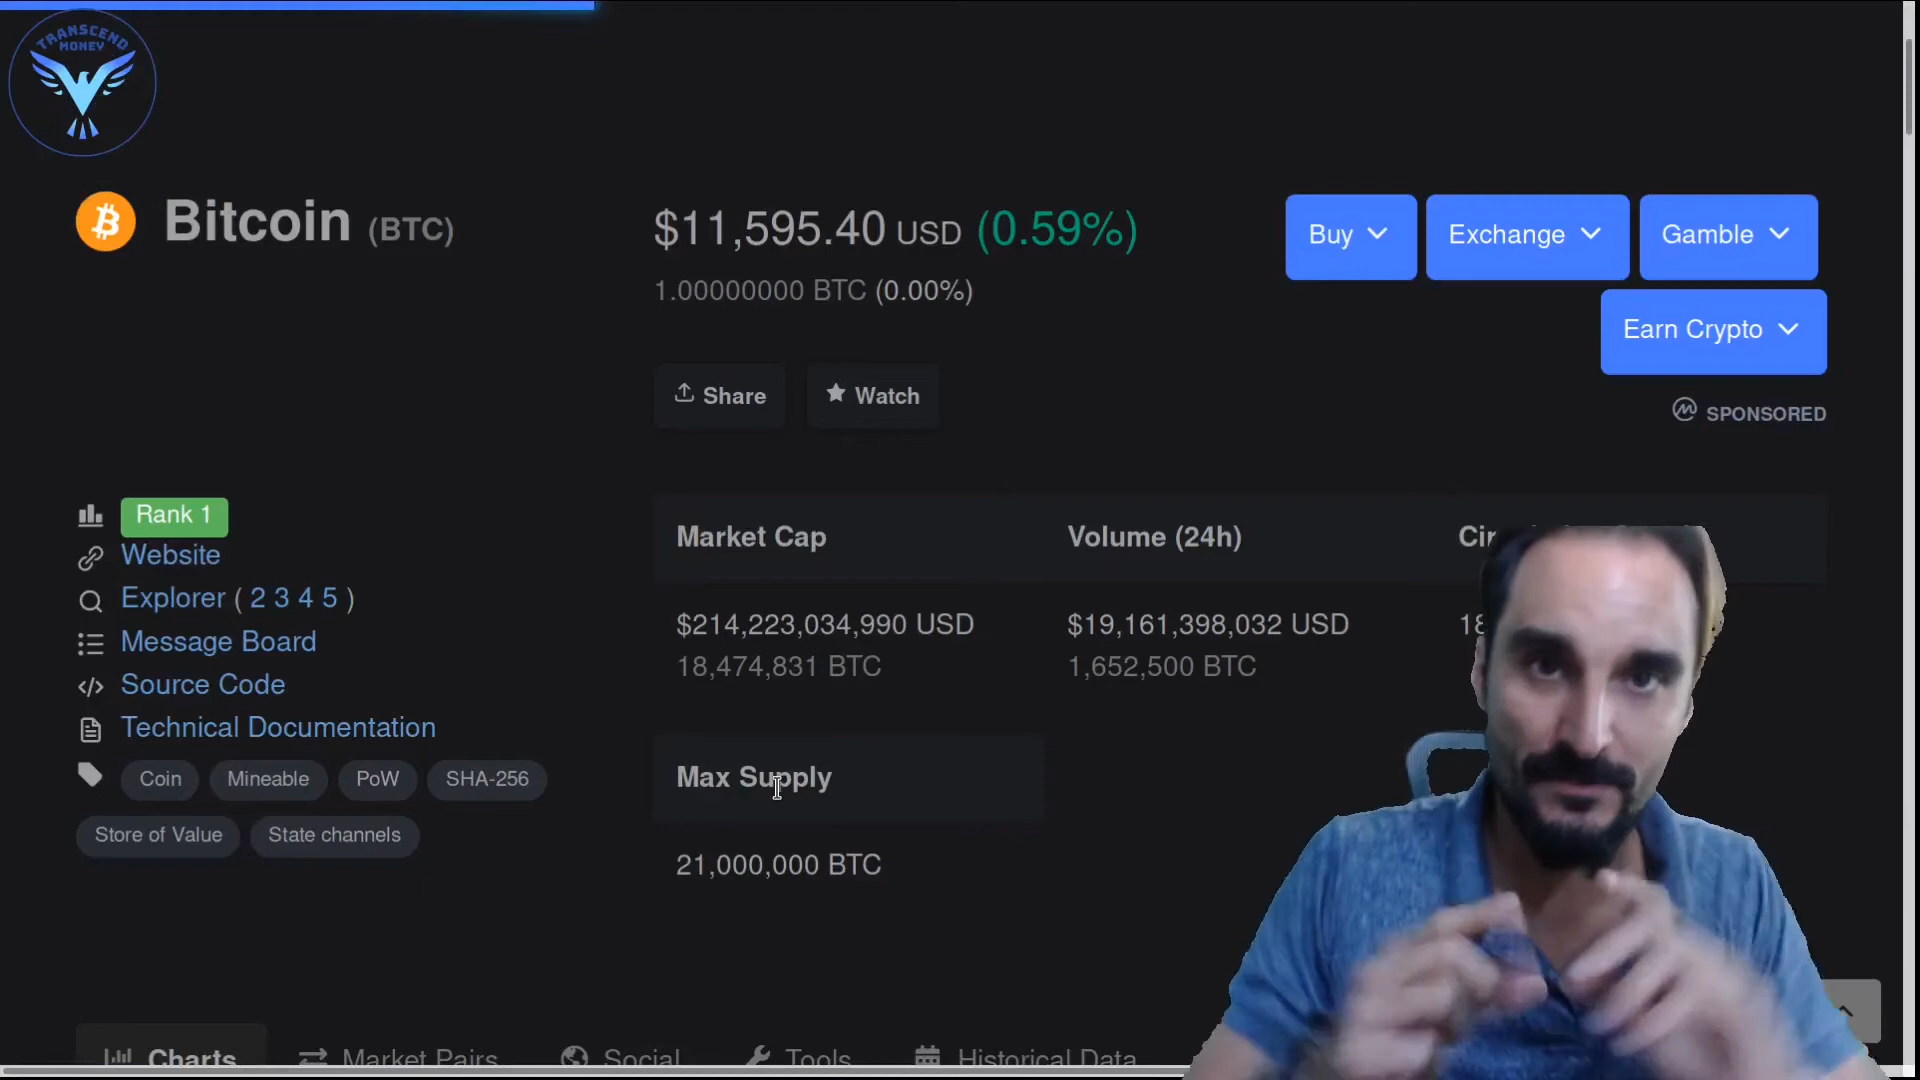 TRANSCEND
MONEY
Bitcoin (BTC)
$11,595.40 USD (0.59%)
1.00000000 BTC (0.00%)
Buy
Exchange
Gamble
Earn Crypto
Share
Watch
SPONSORED
Rank 1
Website
Explorer ( 2 3 4 5 )
Message Board
Source Code
Technical Documentation
Coin
Mineable
PoW
SHA-256
Store of Value
State channels
Market Cap
Volume (24h)
$214,223,034,990 USD
18,474,831 BTC
$19,161,398,032 USD
1,652,500 BTC
Max Supply
21,000,000 BTC
Charts
Market Pairs
Social
Tools
Historical Data